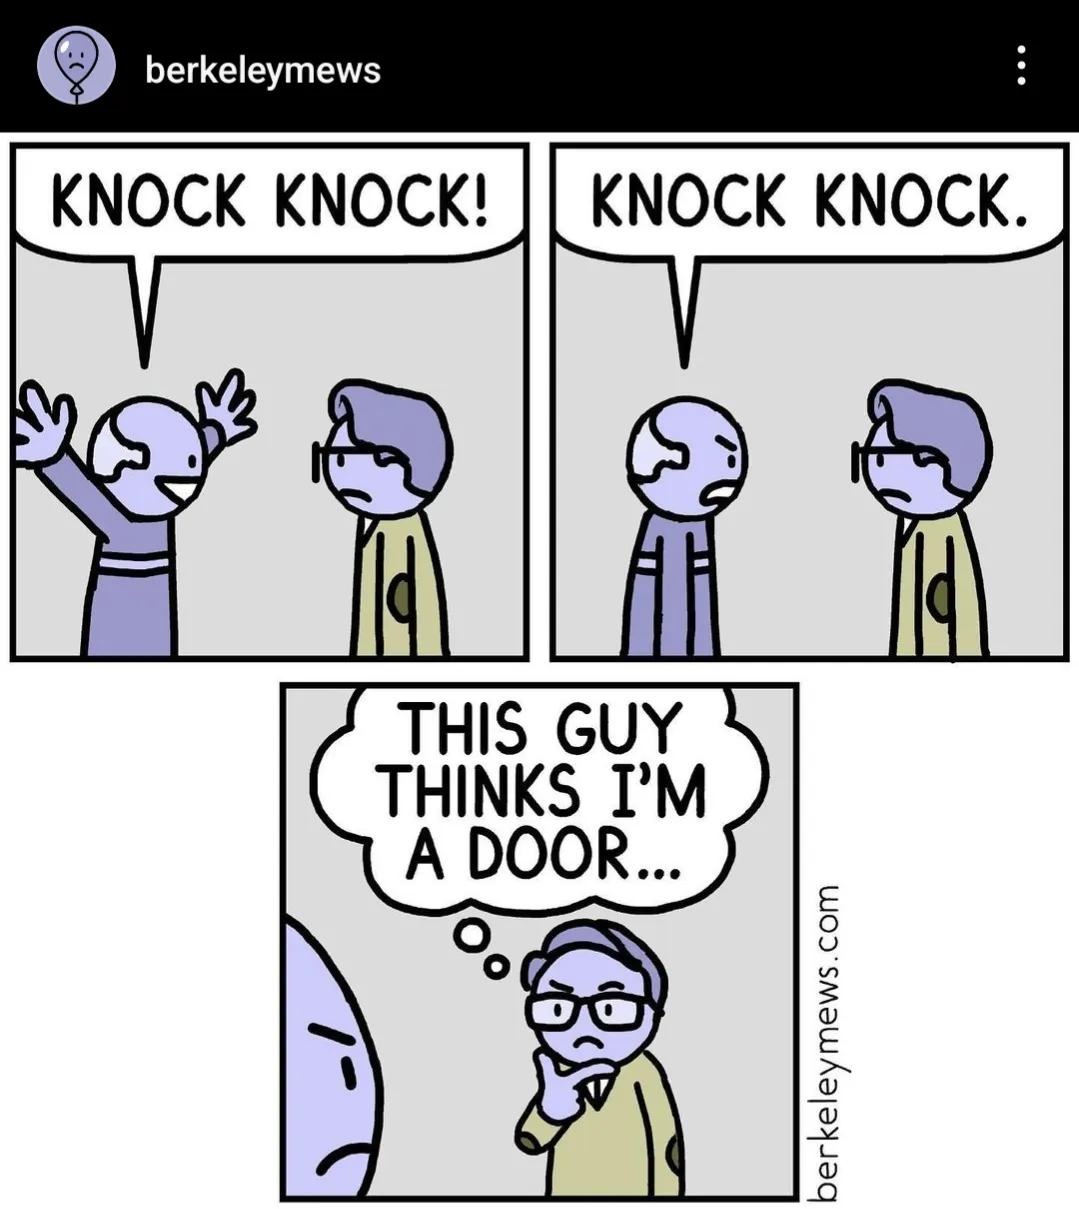 berkeleymews
KNOCK KNOCK!
KNOCK KNOCK.
THIS GUY
THINKS I'M
A DOOR...
berkeleymews.com